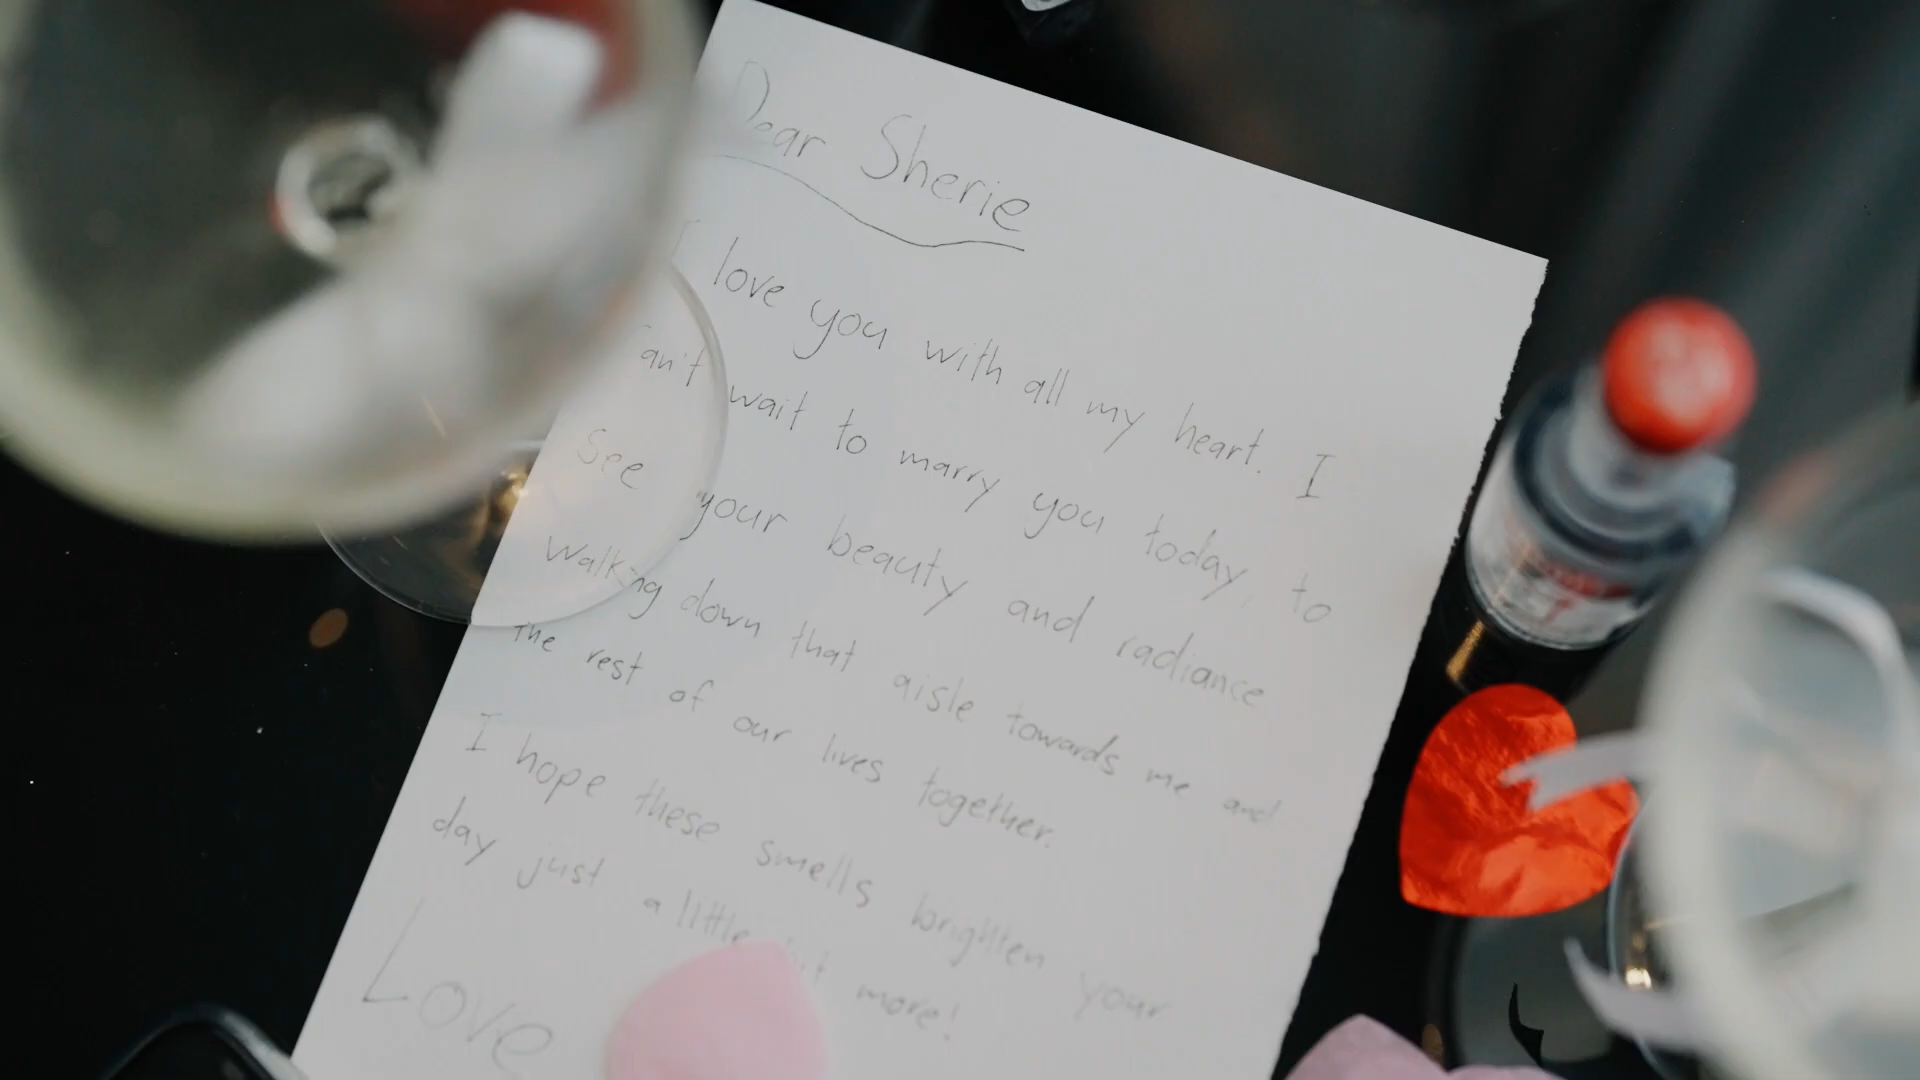 Dear Sherie
I love you with all my heart. I
can't wait to marry you today, to
See your beauty and radiance
Walking down that aisle towards me and
the rest of our lives together.
I hope these smells brighten your
day just a little bit more!
Love